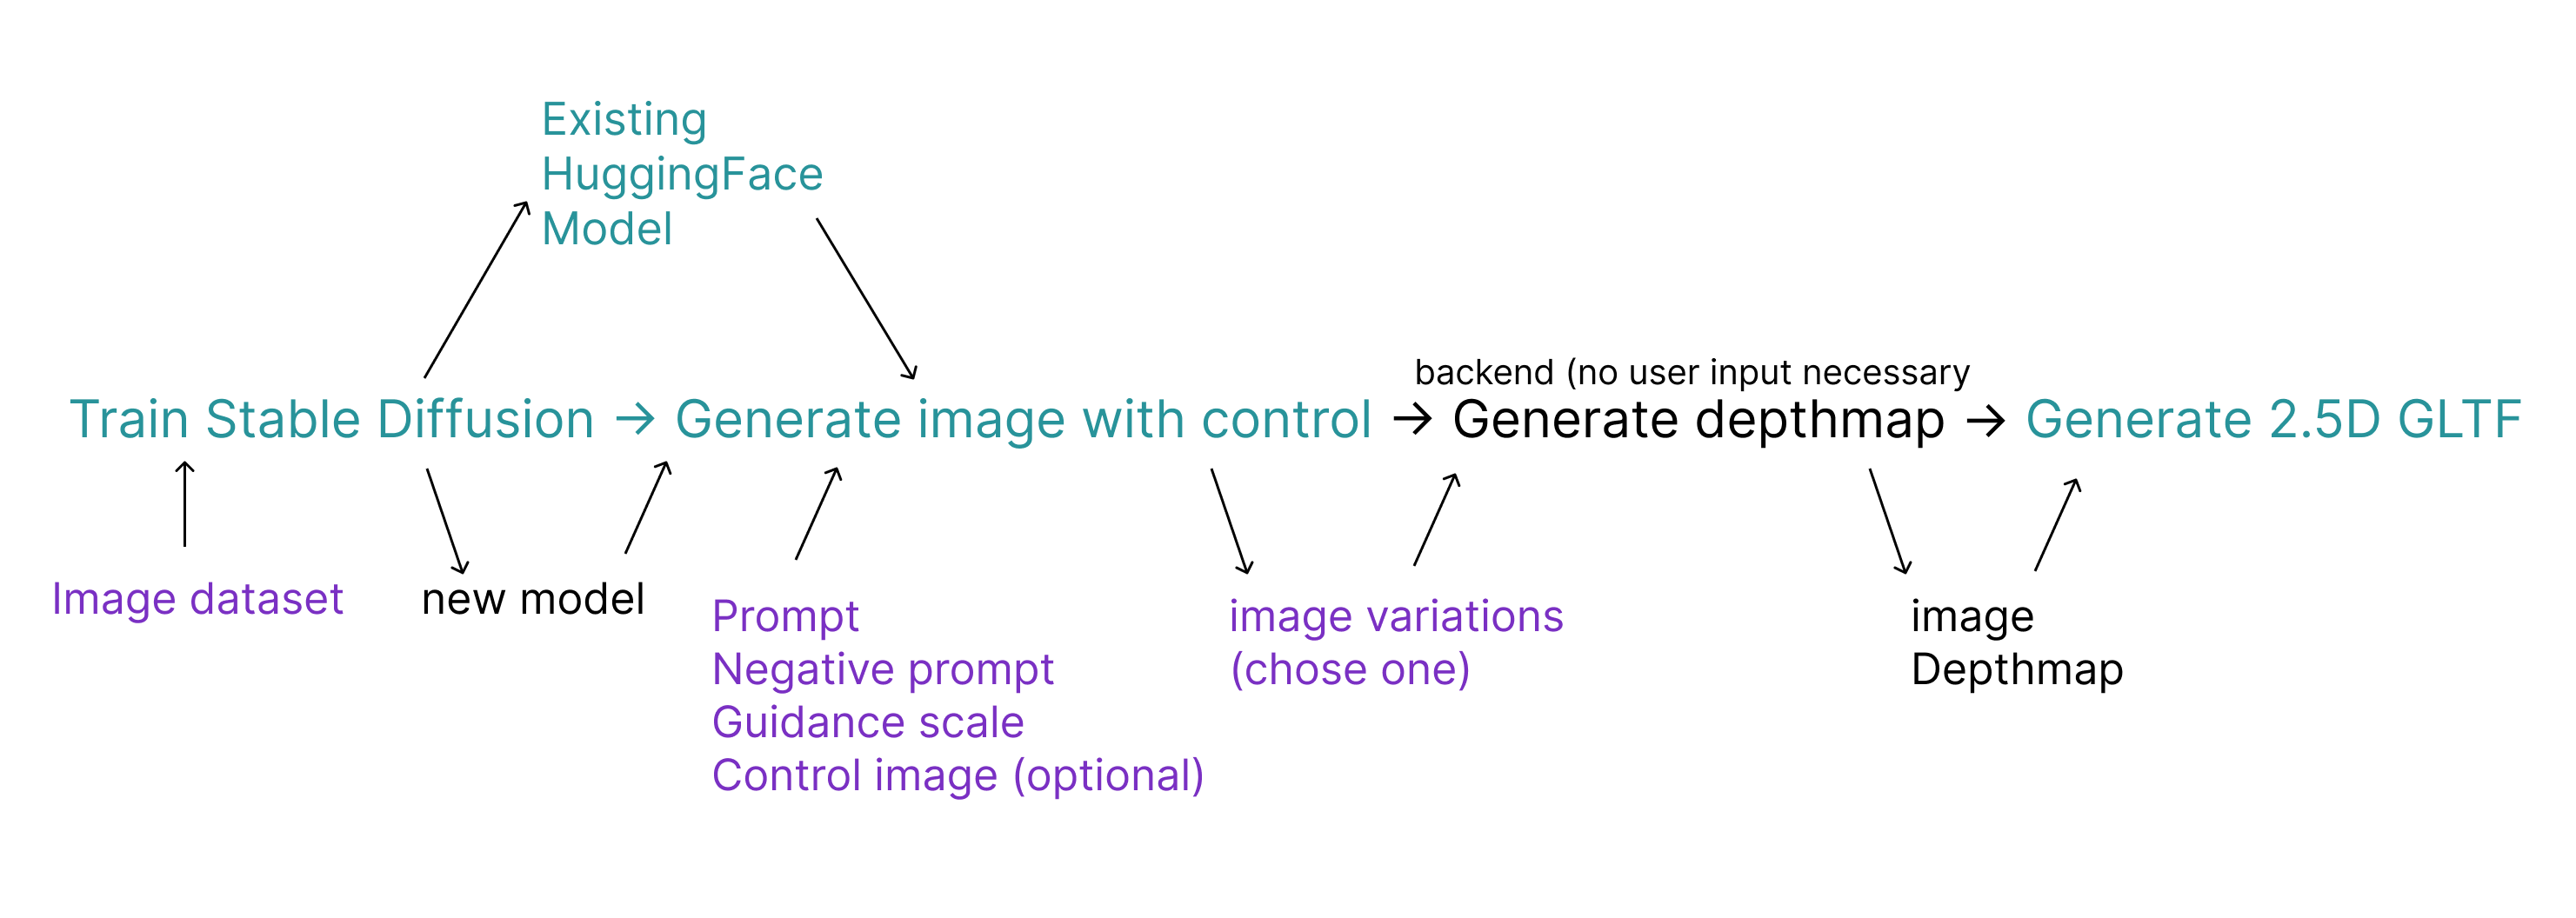 Existing
HuggingFace
Model
backend (no user input necessary
Train Stable Diffusion → Generate image with control → Generate depthmap → Generate 2.5D GLTF
Image dataset
new model
Prompt
Negative prompt
Guidance scale
Control image (optional)
image variations
(chose one)
image
Depthmap